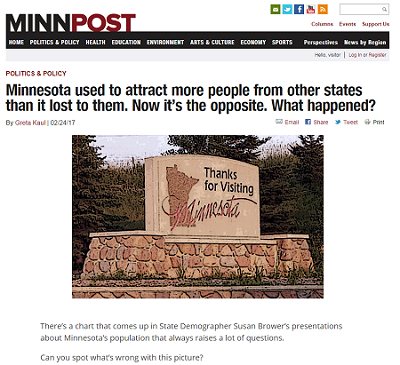 MINNPOST
Columns Events Support Us
HOME POLITICS & POLICY HEALTH EDUCATION ENVIRONMENT ARTS & CULTURE ECONOMY SPORTS Perspectives News by Region
Hello, visitor | Log In or Register
POLITICS & POLICY
Minnesota used to attract more people from other states
than it lost to them. Now it's the opposite. What happened?
By Greta Kaul | 02/24/17
Email Share Tweet Print
Thanks
for Visiting
Minnesota
There's a chart that comes up in State Demographer Susan Brower's presentations
about Minnesota's population that always raises a lot of questions.
Can you spot what's wrong with this picture?